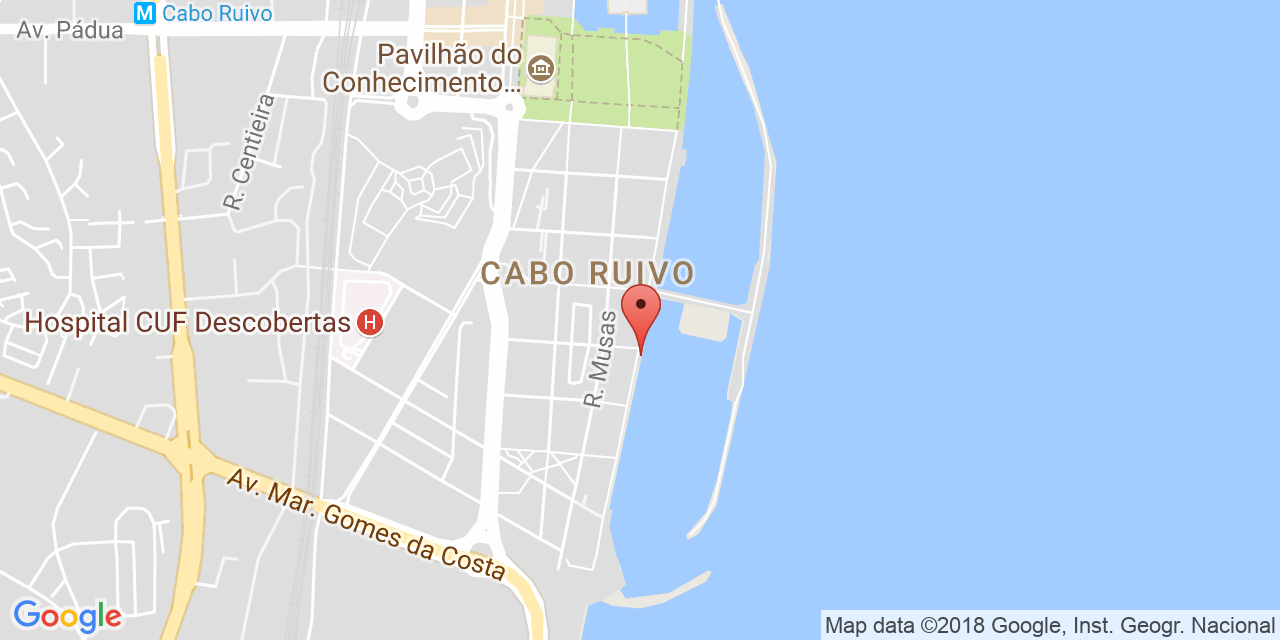 M Cabo Ruivo
Av. Pádua
Pavilhão do
Conhecimento...
R. Centieira
CABO RUIVO
Hospital CUF Descobertas H
R. Musas
Av. Mar. Gomes da Costa
Google
Map data ©2018 Google, Inst. Geogr. Nacional